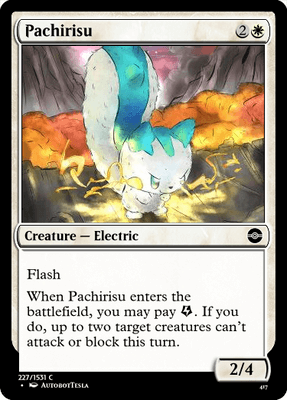 Pachirisu 2
Creature — Electric
Flash
When Pachirisu enters the
battlefield, you may pay . If you
do, up to two target creatures can't
attack or block this turn.
2/4
227/1531 C
• AutobotTesla